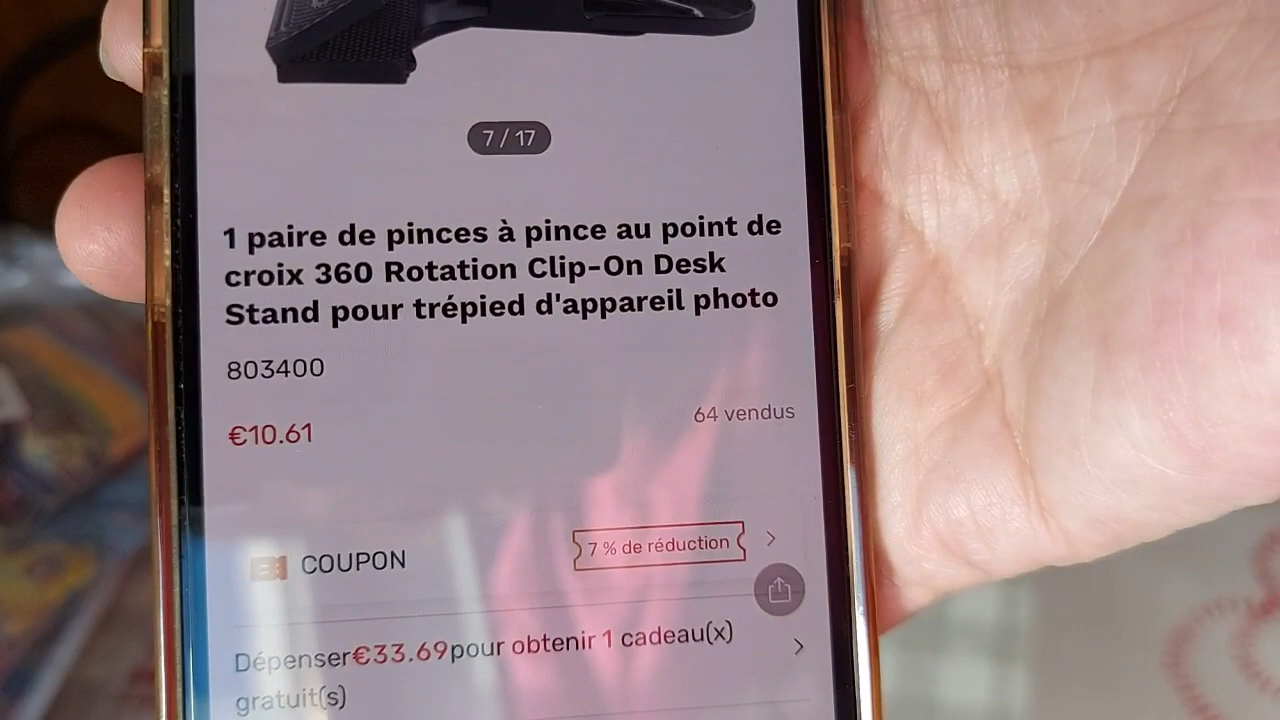 7 / 17
1 paire de pinces à pince au point de
croix 360 Rotation Clip-On Desk
Stand pour trépied d'appareil photo
803400
64 vendus
€10.61
COUPON
7 % de réduction
Dépenser€33.69pour obtenir 1 cadeau(x)
gratuit(s)